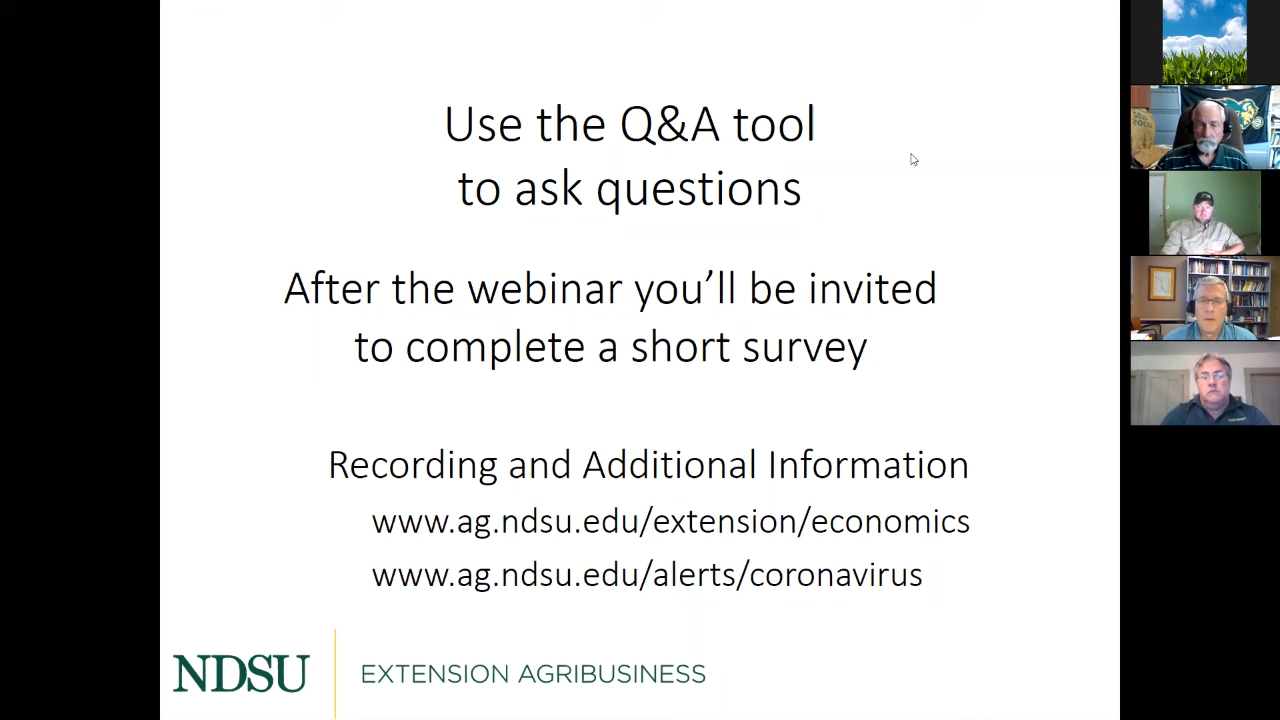 Use the Q&A tool
to ask questions
After the webinar you’ll be invited
to complete a short survey
Recording and Additional Information
www.ag.ndsu.edu/extension/economics
www.ag.ndsu.edu/alerts/coronavirus
NDSU
EXTENSION AGRIBUSINESS